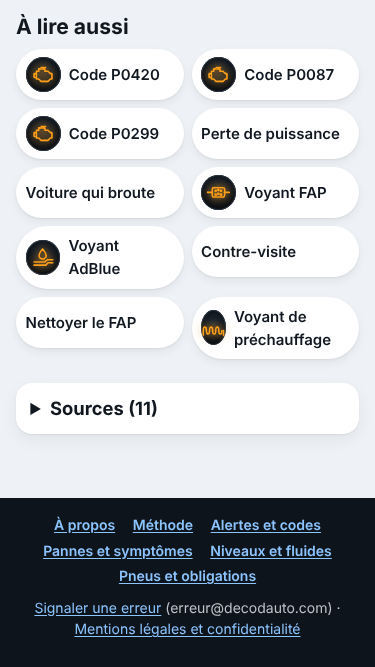 À lire aussi
Code P0420
Code P0087
Code P0299
Perte de puissance
Voiture qui broute
Voyant FAP
Voyant
AdBlue
Contre-visite
Nettoyer le FAP
Voyant de
préchauffage
Sources (11)
À propos Méthode Alertes et codes
Pannes et symptômes Niveaux et fluides
Pneus et obligations
Signaler une erreur (erreur@decodauto.com) ·
Mentions légales et confidentialité